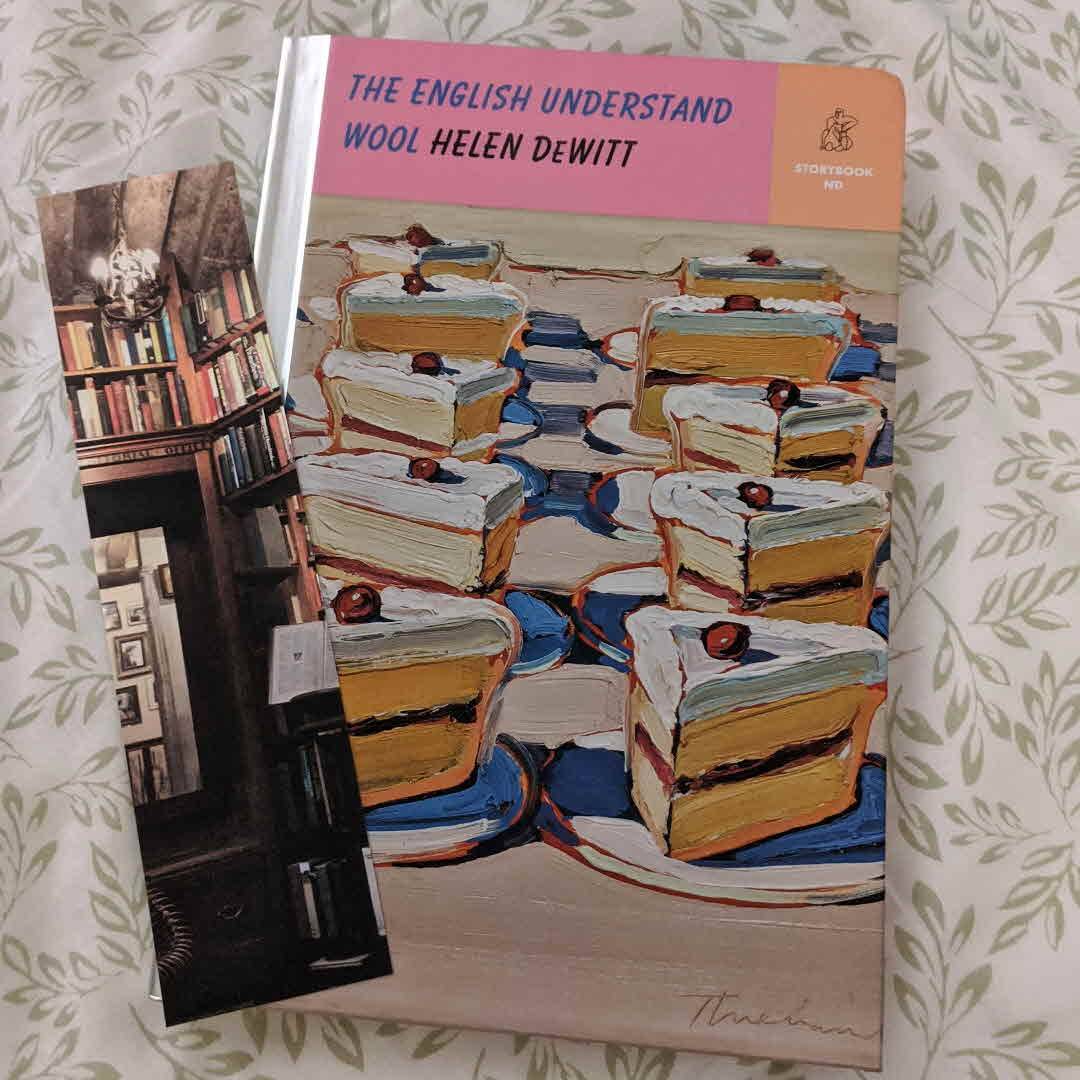 THE ENGLISH UNDERSTAND
WOOL HELEN DEWITT
STORYBOOK
ND